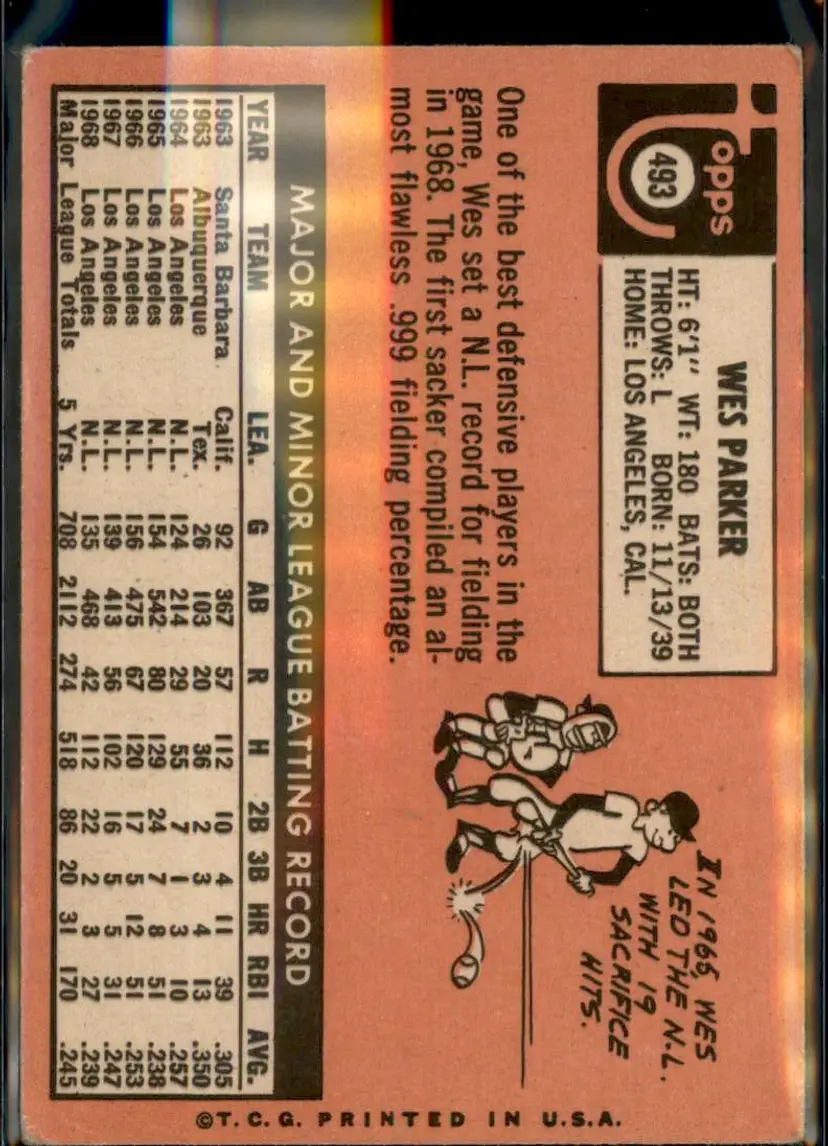 Topps
493
WES PARKER
HT: 6'1" WT: 180 BATS: BOTH
THROWS: L BORN: 11/13/39
HOME: LOS ANGELES, CAL.
One of the best defensive players in the
game, Wes set a N.L. record for fielding
in 1968. The first sacker compiled an al-
most flawless .999 fielding percentage.
IN 1965, WES
LED THE N.L.
WITH 19
SACRIFICE
HITS.
MAJOR AND MINOR LEAGUE BATTING RECORD
YEAR TEAM LEA. G AB R H 2B 3B HR RBI AVG.
1963 Santa Barbara Calif. 92 367 57 112 10 4 11 39 .305
1963 Albuquerque Tex. 26 103 20 36 2 3 4 13 .350
1964 Los Angeles N.L. 124 214 29 55 7 1 3 10 .257
1965 Los Angeles N.L. 154 542 80 129 24 7 8 51 .238
1966 Los Angeles N.L. 156 475 67 120 17 5 12 51 .253
1967 Los Angeles N.L. 139 413 56 102 16 5 5 31 .247
1968 Los Angeles N.L. 135 468 42 112 22 2 3 27 .239
Major League Totals 5 Yrs. 708 2112 274 518 86 20 31 170 .245
©T.C.G. PRINTED IN U.S.A.